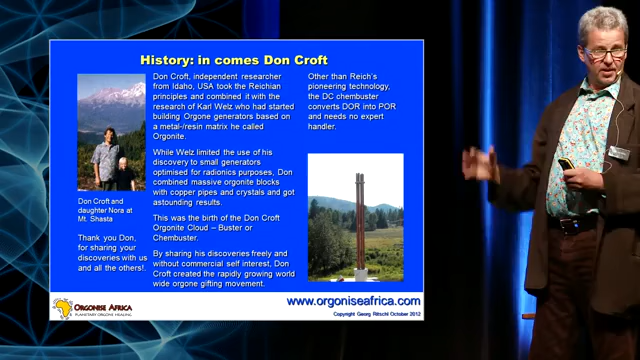 History: in comes Don Croft
Don Croft, independent researcher
from Idaho, USA took the Reichian
principles and combined it with the
research of Karl Welz who had started
building Orgone generators based on
a metal-/resin matrix he called
Orgonite.
While Welz limited the use of his
discovery to small generators
optimised for radionics purposes, Don
combined massive orgonite blocks
with copper pipes and crystals and got
astounding results.
This was the birth of the Don Croft
Orgonite Cloud – Buster or
Chembuster.
By sharing his discoveries freely and
without commercial self interest, Don
Croft created the rapidly growing world
wide orgone gifting movement.
Other than Reich's
pioneering technology,
the DC chembuster
converts DOR into POR
and needs no expert
handler.
Don Croft and
daughter Nora at
Mt. Shasta
Thank you Don,
for sharing your
discoveries with us
and all the others!.
ORGONISE AFRICA
PLANETARY ORGONE HEALING
www.orgoniseafrica.com
Copyright Georg Ritschl October 2012